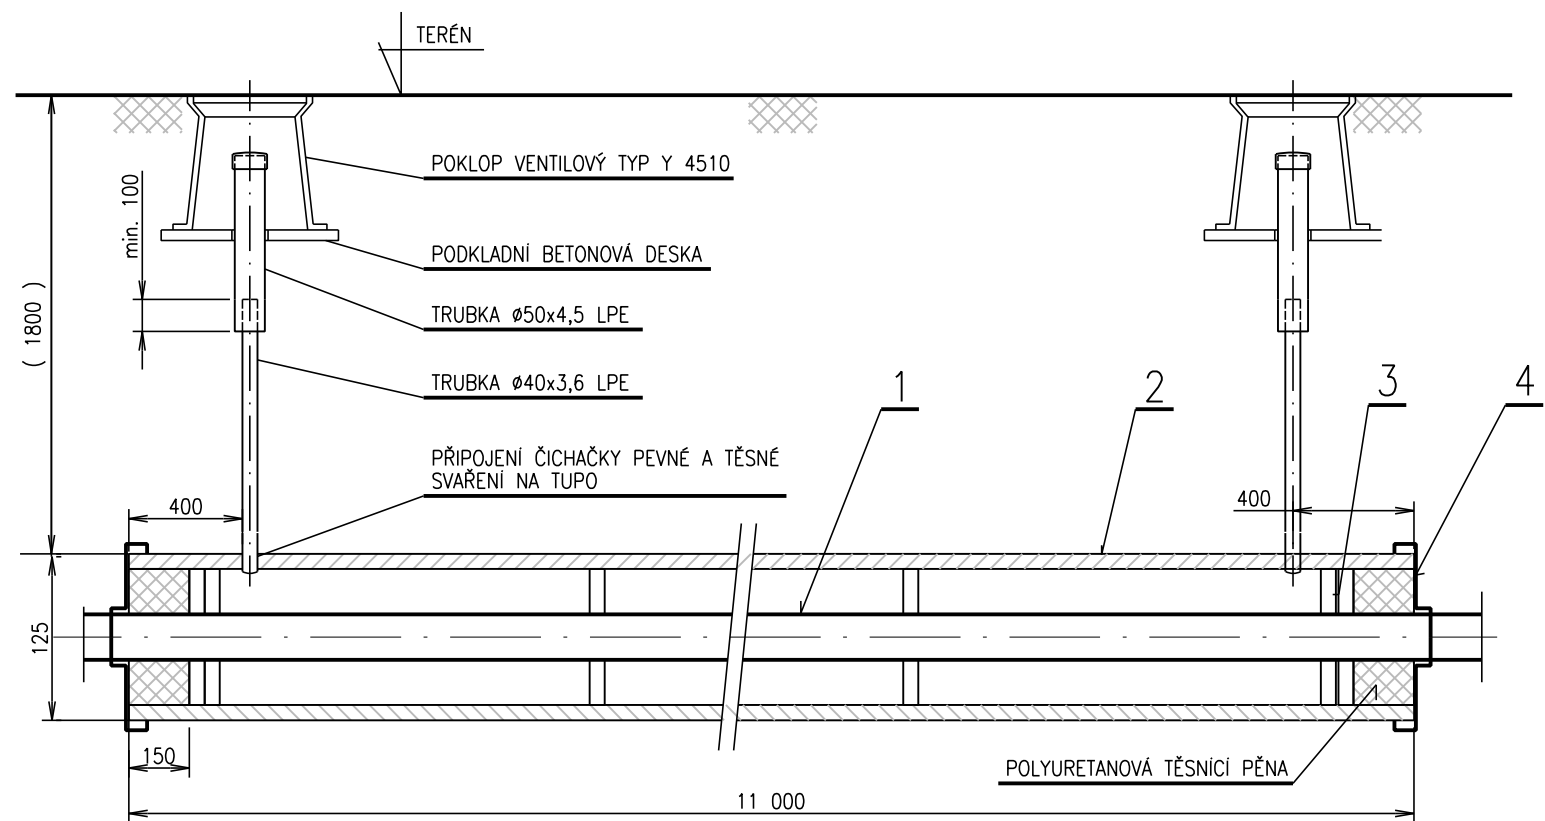 TERÉN
POKLOP VENTILOVÝ TYP Y 4510
min. 100
PODKLADNÍ BETONOVÁ DESKA
( 1800 )
TRUBKA ø50x4,5 LPE
TRUBKA ø40x3,6 LPE
1
2
3
4
PŘIPOJENÍ ČICHAČKY PEVNÉ A TĚSNÉ
SVAŘENÍ NA TUPO
400
400
125
150
POLYURETANOVÁ TĚSNÍCÍ PĚNA
11 000